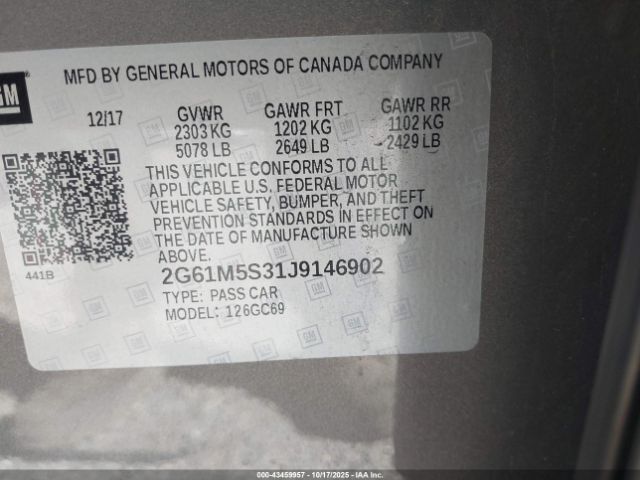 GM
MFD BY GENERAL MOTORS OF CANADA COMPANY
12/17 GVWR GAWR FRT GAWR RR
2303 KG 1202 KG 1102 KG
5078 LB 2649 LB 2429 LB
THIS VEHICLE CONFORMS TO ALL
APPLICABLE U.S. FEDERAL MOTOR
VEHICLE SAFETY, BUMPER, AND THEFT
PREVENTION STANDARDS IN EFFECT ON
THE DATE OF MANUFACTURE SHOWN
ABOVE.
441B
2G61M5S31J9146902
TYPE: PASS CAR
MODEL: 126GC69
00-43459957 - 10/17/2025 - IAA Inc.